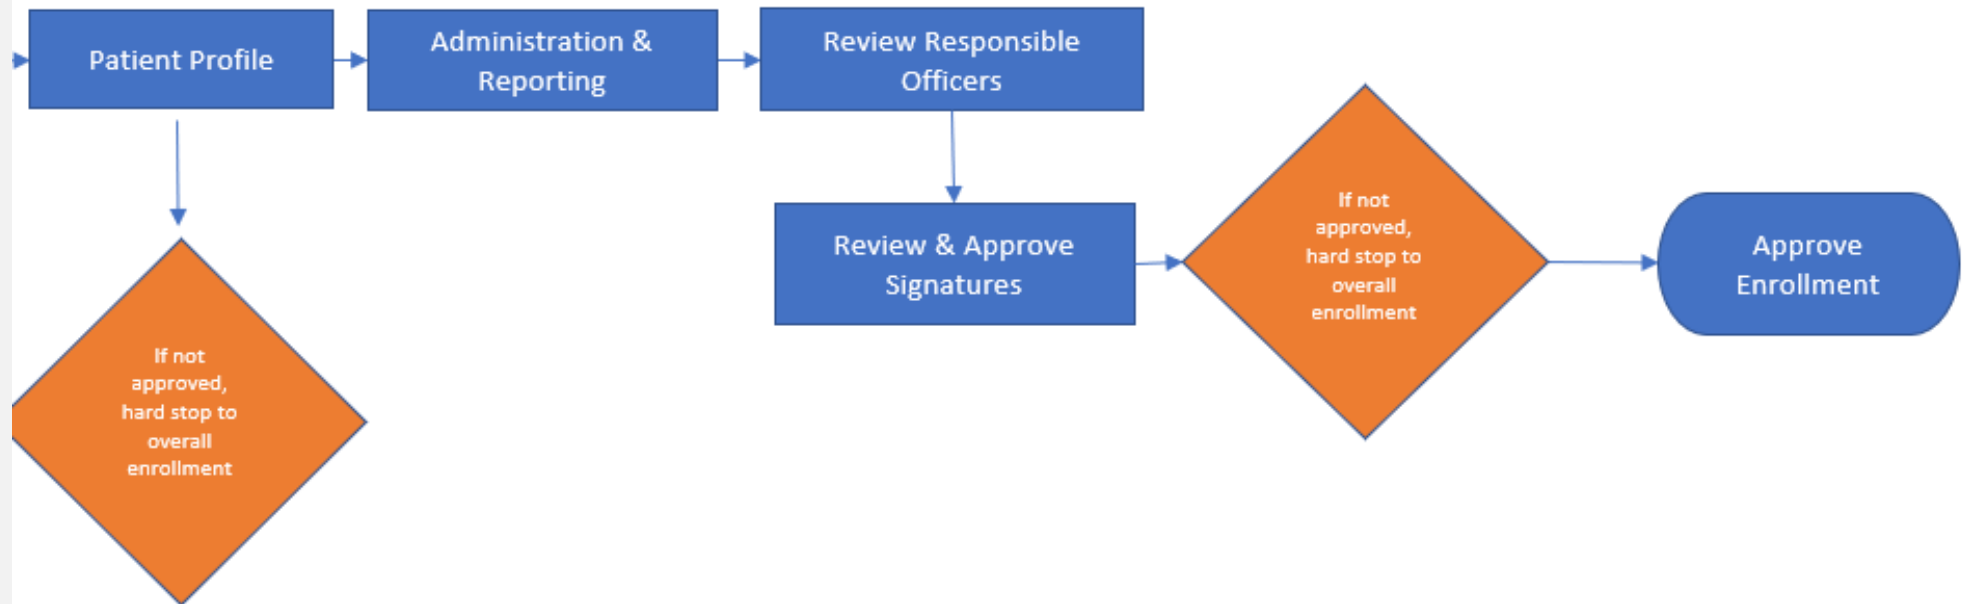 Patient Profile
Administration &
Reporting
Review Responsible
Officers
Review & Approve
Signatures
If not
approved,
hard stop to
overall
enrollment
Approve
Enrollment
If not
approved,
hard stop to
overall
enrollment